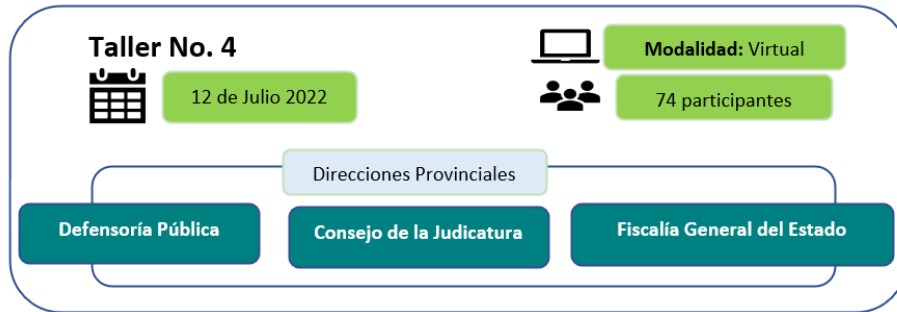 Taller No. 4
12 de Julio 2022
Modalidad: Virtual
74 participantes
Direcciones Provinciales
Defensoría Pública
Consejo de la Judicatura
Fiscalía General del Estado